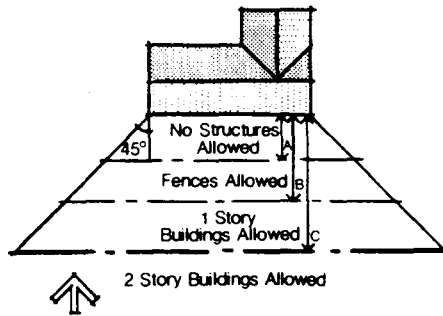 No Structures
Allowed
A
45°
Fences Allowed
B
1 Story
Buildings Allowed
C
2 Story Buildings Allowed